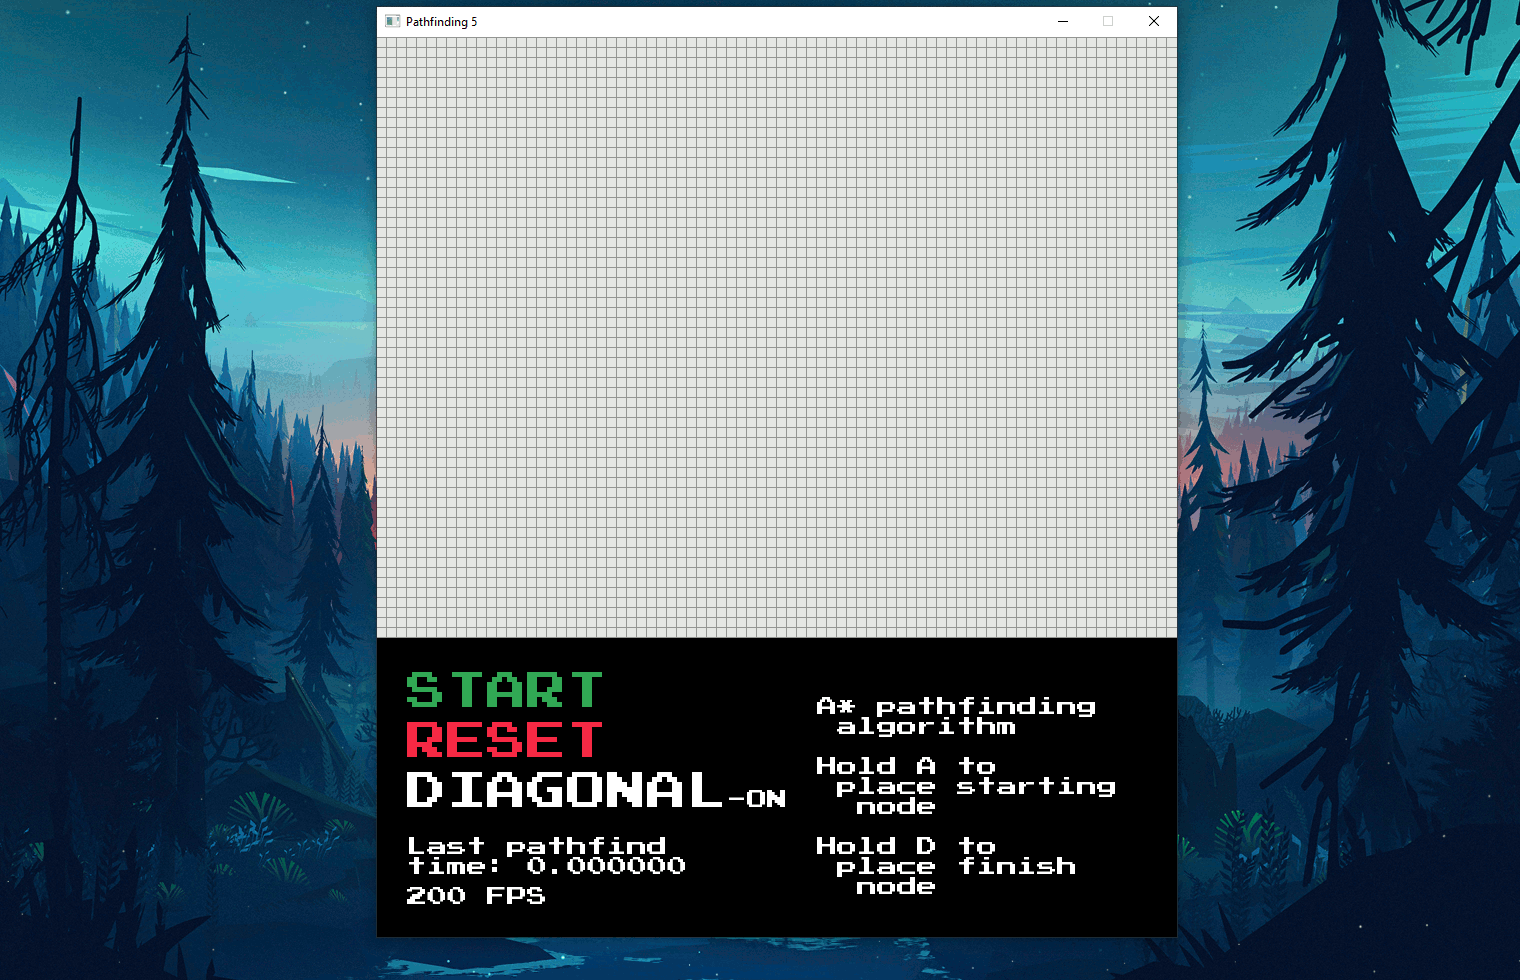 Pathfinding 5
START
RESET
DIAGONAL-ON
Last pathfind
time: 0.000000
200 FPS
A* pathfinding
algorithm
Hold A to
place starting
node
Hold D to
place finish
node